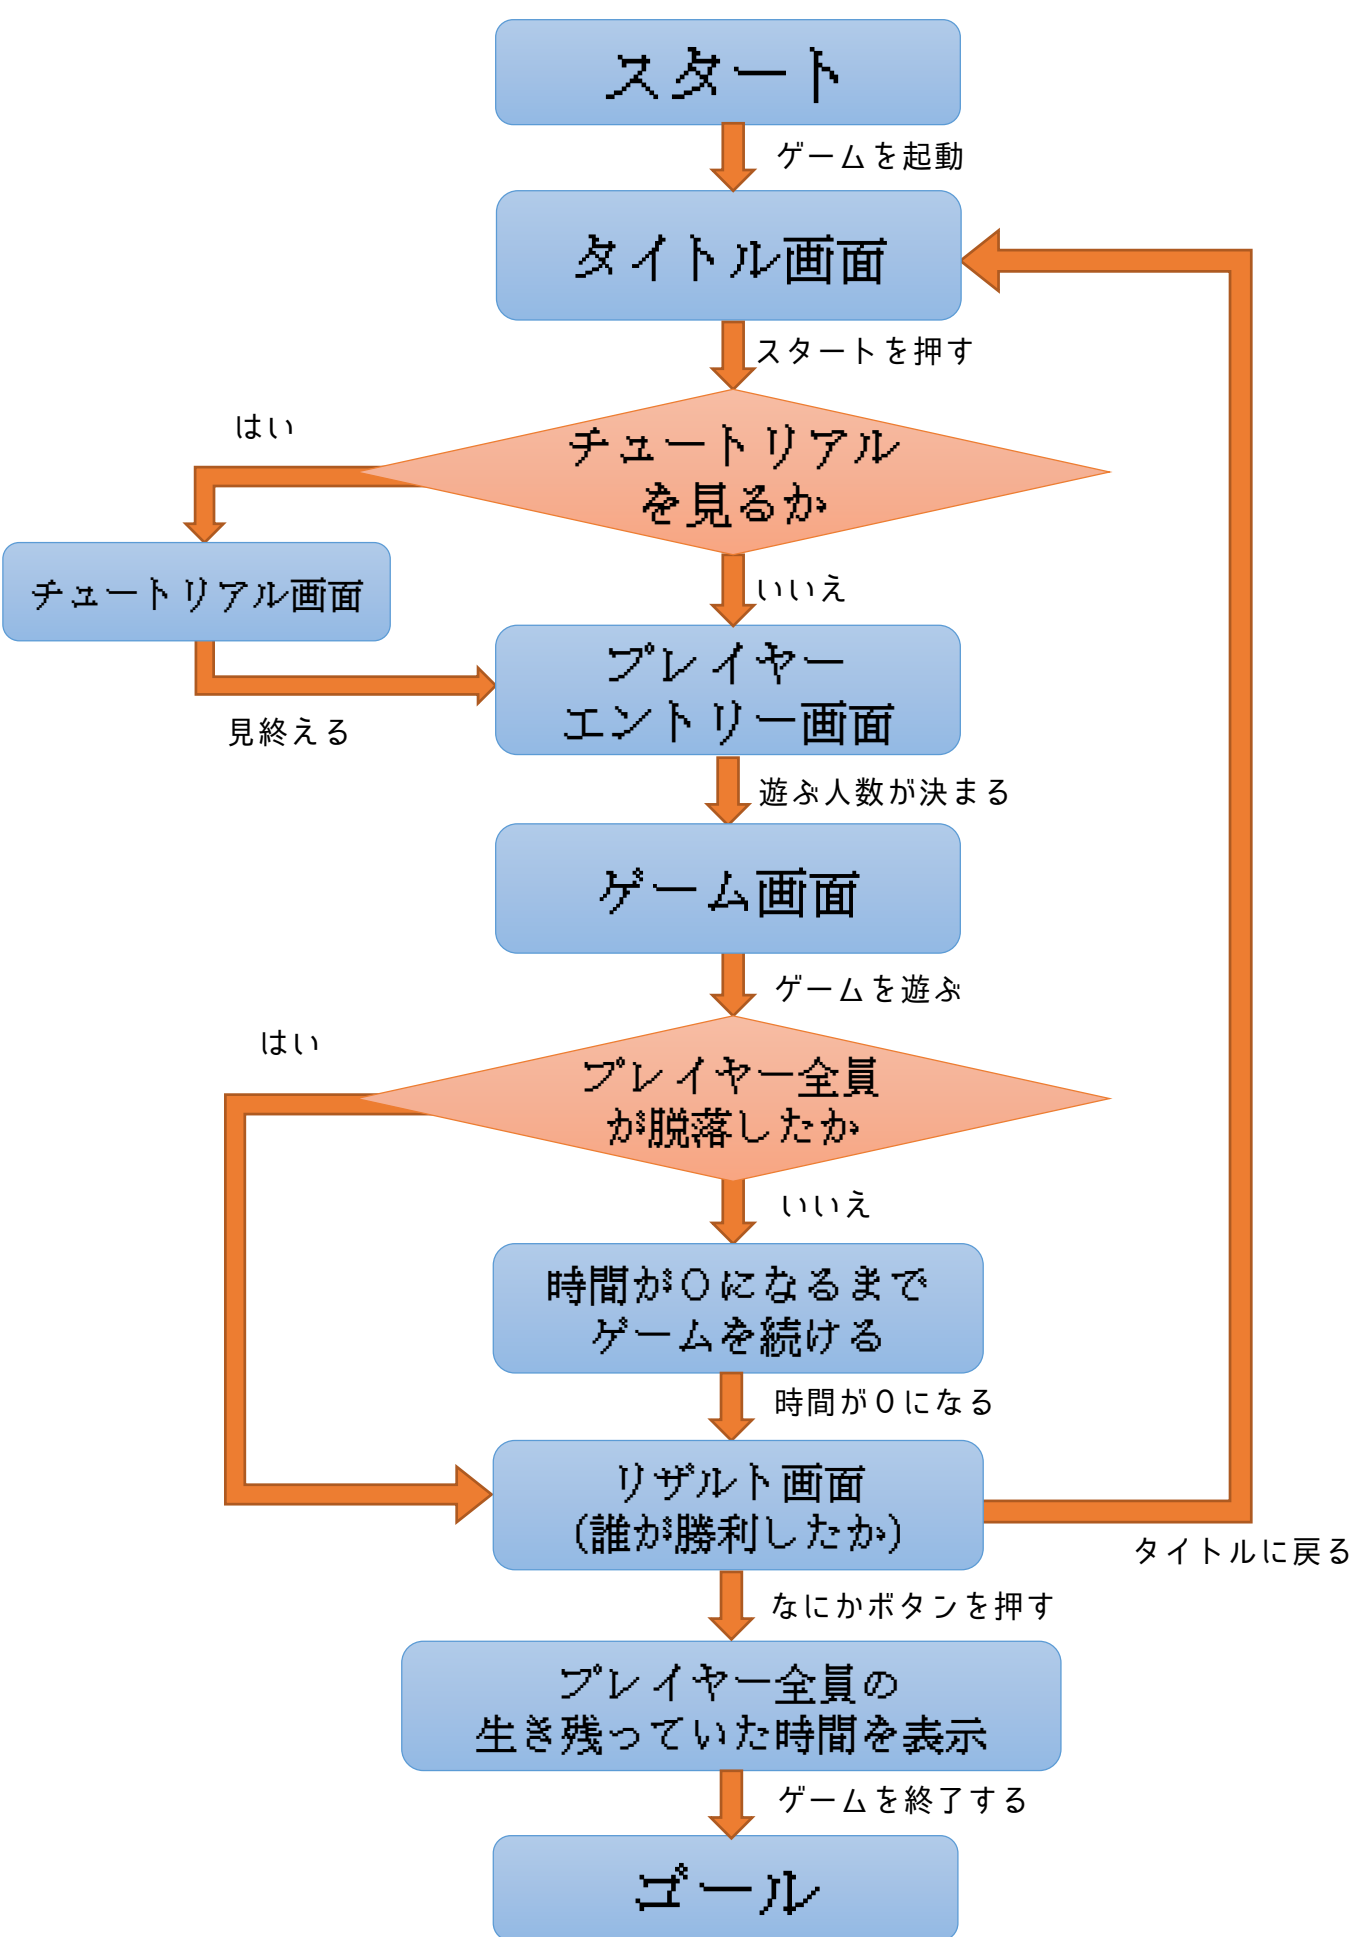 スタート
ゲームを起動
タイトル画面
スタートを押す
はい
チュートリアル
を見るか
チュートリアル画面
いいえ
プレイヤー
エントリー画面
見終える
遊ぶ人数が決まる
ゲーム画面
ゲームを遊ぶ
はい
プレイヤー全員
が脱落したか
いいえ
時間が０になるまで
ゲームを続ける
時間が０になる
リザルト画面
(誰が勝利したか)
タイトルに戻る
なにかボタンを押す
プレイヤー全員の
生き残っていた時間を表示
ゲームを終了する
ゴール